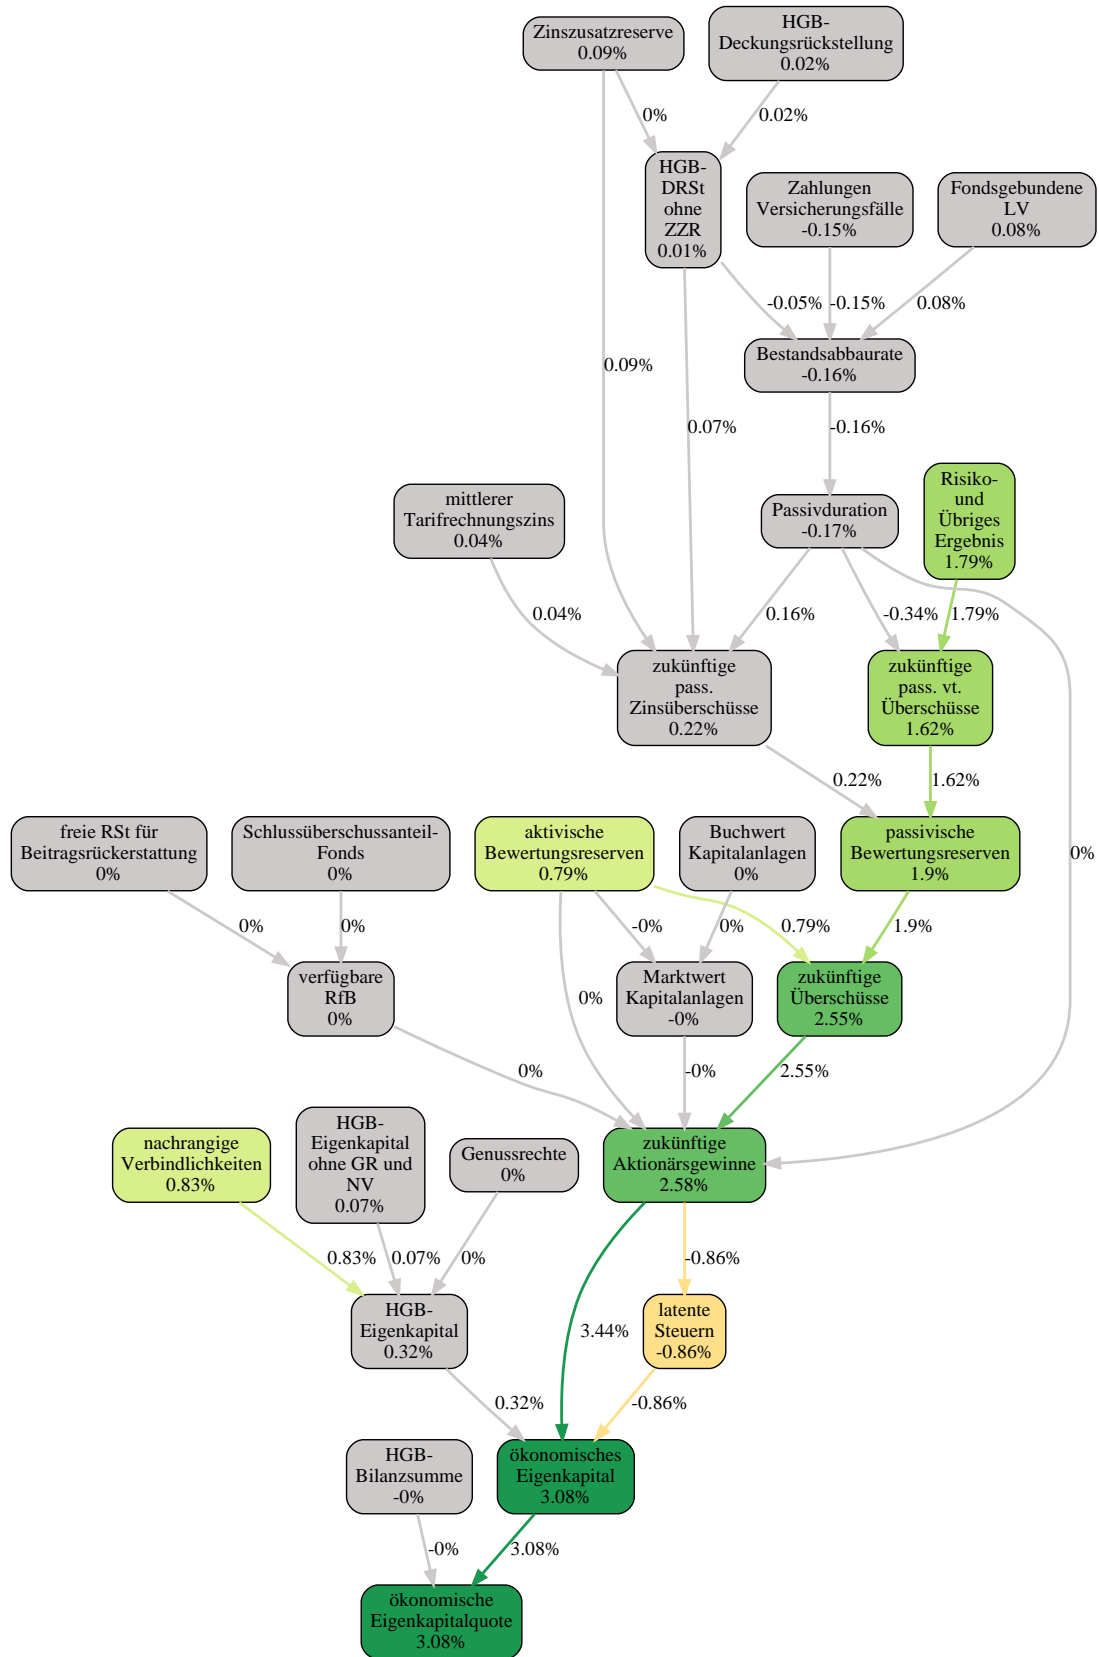 Zinszusatzreserve
0.09%
HGB-
Deckungsrückstellung
0.02%
0%
0.02%
HGB-
DRSt
ohne
ZZR
0.01%
Zahlungen
Versicherungsfälle
-0.15%
Fondsgebundene
LV
0.08%
-0.05%
-0.15%
0.08%
Bestandsabbaurate
-0.16%
0.09%
0.07%
-0.16%
mittlerer
Tarifrechnungszins
0.04%
Passivduration
-0.17%
Risiko-
und
Übriges
Ergebnis
1.79%
0.04%
0.16%
-0.34%
1.79%
zukünftige
pass.
Zinsüberschüsse
0.22%
zukünftige
pass. vt.
Überschüsse
1.62%
0.22%
1.62%
freie RSt für
Beitragsrückerstattung
0%
Schlussüberschussanteil-
Fonds
0%
aktivische
Bewertungsreserven
0.79%
Buchwert
Kapitalanlagen
0%
passivische
Bewertungsreserven
1.9%
0%
0%
0%
-0%
0%
0.79%
1.9%
verfügbare
RfB
0%
0%
Marktwert
Kapitalanlagen
-0%
zukünftige
Überschüsse
2.55%
0%
-0%
2.55%
nachrangige
Verbindlichkeiten
0.83%
HGB-
Eigenkapital
ohne GR und
NV
0.07%
Genussrechte
0%
zukünftige
Aktionärsgewinne
2.58%
0.83%
0.07%
0%
-0.86%
HGB-
Eigenkapital
0.32%
3.44%
latente
Steuern
-0.86%
0.32%
-0.86%
HGB-
Bilanzsumme
-0%
ökonomisches
Eigenkapital
3.08%
-0%
3.08%
ökonomische
Eigenkapitalquote
3.08%